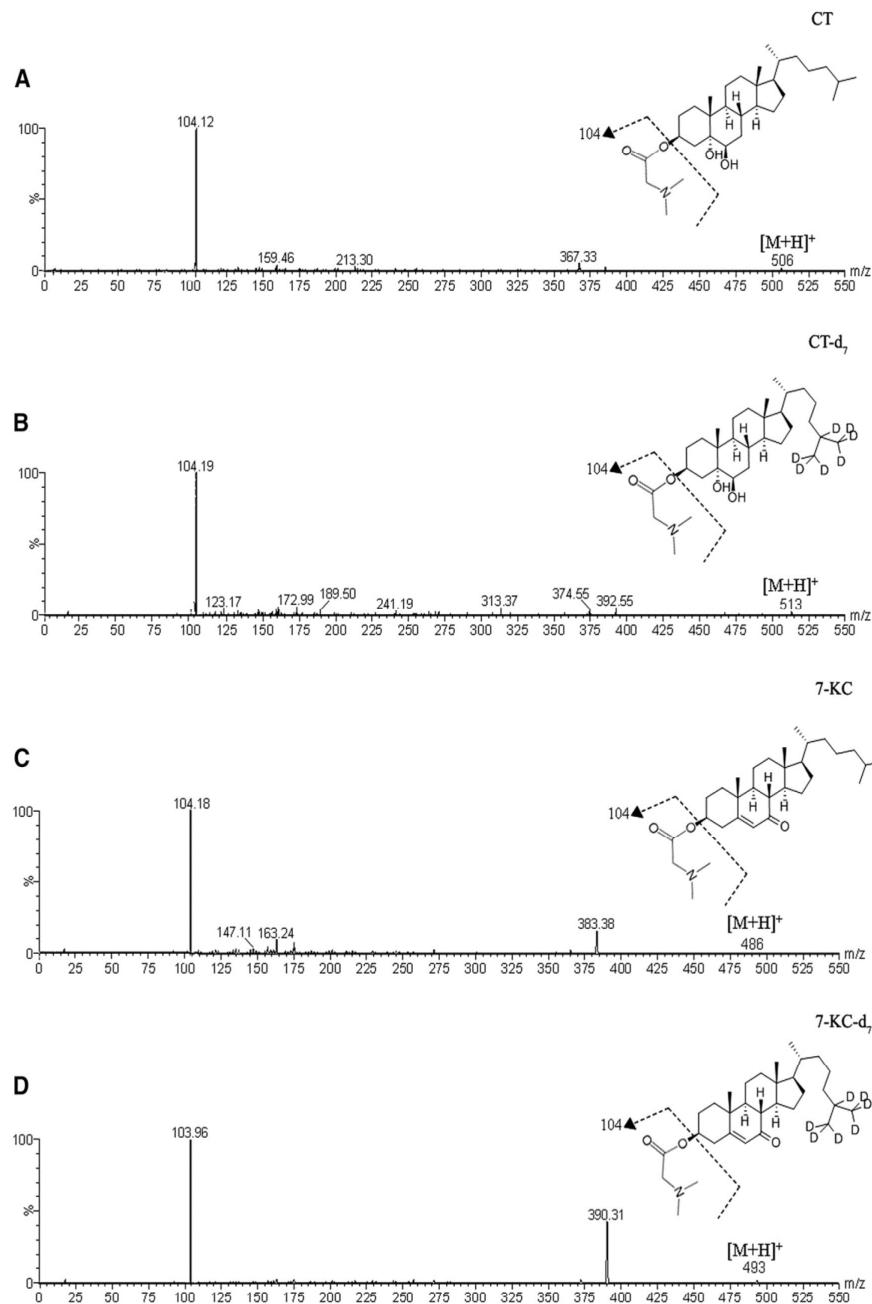 CT
A
104
O
O
OH
OH
N
H
H
H
[M+H]+
506
100
%
0
104.12
159.46
213.30
367.33
0 25 50 75 100 125 150 175 200 225 250 275 300 325 350 375 400 425 450 475 500 525 550 m/z
CT-d7
B
104
O
O
OH
OH
N
H
H
H
D D D D D D D
[M+H]+
513
100
%
0
104.19
123.17
172.99
189.50
241.19
313.37
374.55
392.55
0 25 50 75 100 125 150 175 200 225 250 275 300 325 350 375 400 425 450 475 500 525 550 m/z
7-KC
C
104
O
O
O
N
H
H
H
[M+H]+
486
100
%
0
104.18
147.11
163.24
383.38
0 25 50 75 100 125 150 175 200 225 250 275 300 325 350 375 400 425 450 475 500 525 550 m/z
7-KC-d7
D
104
O
O
O
N
H
H
H
D D D D D D D
[M+H]+
493
100
%
0
103.96
390.31
0 25 50 75 100 125 150 175 200 225 250 275 300 325 350 375 400 425 450 475 500 525 550 m/z